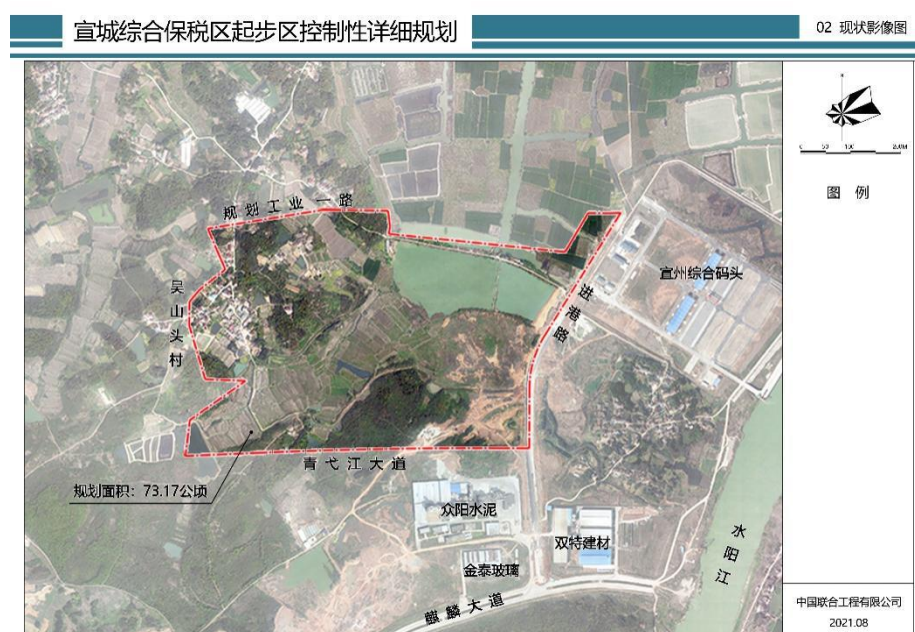 宣城综合保税区起步区控制性详细规划
02 现状影像图
0 50 100 200M
图 例
规划工业一路
宣州综合码头
进港路
吴山头村
青弋江大道
规划面积：73.17公顷
众阳水泥
双特建材
金泰玻璃
水阳江
麒麟大道
中国联合工程有限公司
2021.08